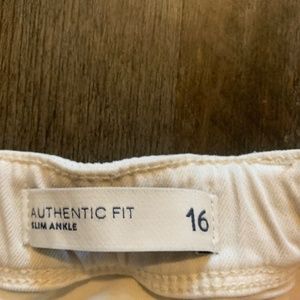 AUTHENTIC FIT 16
SLIM ANKLE